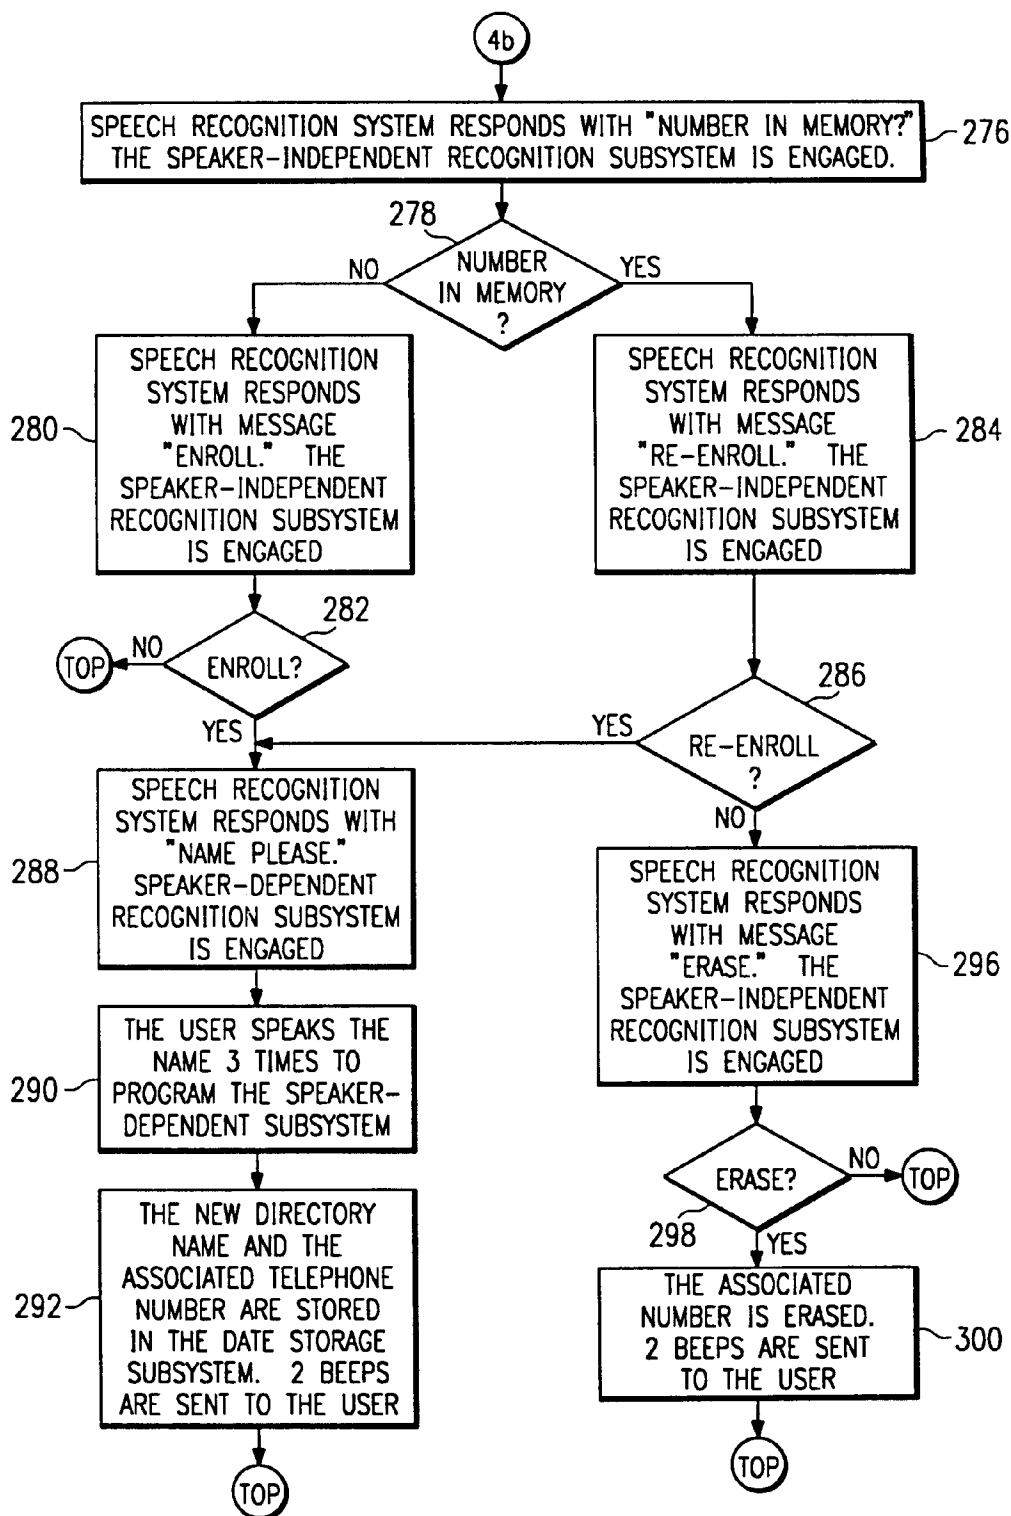 4b
SPEECH RECOGNITION SYSTEM RESPONDS WITH "NUMBER IN MEMORY?"
THE SPEAKER-INDEPENDENT RECOGNITION SUBSYSTEM IS ENGAGED.
276
278
NUMBER
IN MEMORY
?
NO
YES
SPEECH RECOGNITION
SYSTEM RESPONDS
WITH MESSAGE
"ENROLL." THE
SPEAKER-INDEPENDENT
RECOGNITION SUBSYSTEM
IS ENGAGED
280
SPEECH RECOGNITION
SYSTEM RESPONDS
WITH MESSAGE
"RE-ENROLL." THE
SPEAKER-INDEPENDENT
RECOGNITION SUBSYSTEM
IS ENGAGED
284
282
ENROLL?
NO
TOP
YES
286
RE-ENROLL
?
YES
NO
SPEECH RECOGNITION
SYSTEM RESPONDS WITH
"NAME PLEASE."
SPEAKER-DEPENDENT
RECOGNITION SUBSYSTEM
IS ENGAGED
288
SPEECH RECOGNITION
SYSTEM RESPONDS
WITH MESSAGE
"ERASE." THE
SPEAKER-INDEPENDENT
RECOGNITION SUBSYSTEM
IS ENGAGED
296
THE USER SPEAKS THE
NAME 3 TIMES TO
PROGRAM THE SPEAKER-
DEPENDENT SUBSYSTEM
290
ERASE?
NO
TOP
298
YES
THE NEW DIRECTORY
NAME AND THE
ASSOCIATED TELEPHONE
NUMBER ARE STORED
IN THE DATE STORAGE
SUBSYSTEM. 2 BEEPS
ARE SENT TO THE USER
292
THE ASSOCIATED
NUMBER IS ERASED.
2 BEEPS ARE SENT
TO THE USER
300
TOP
TOP